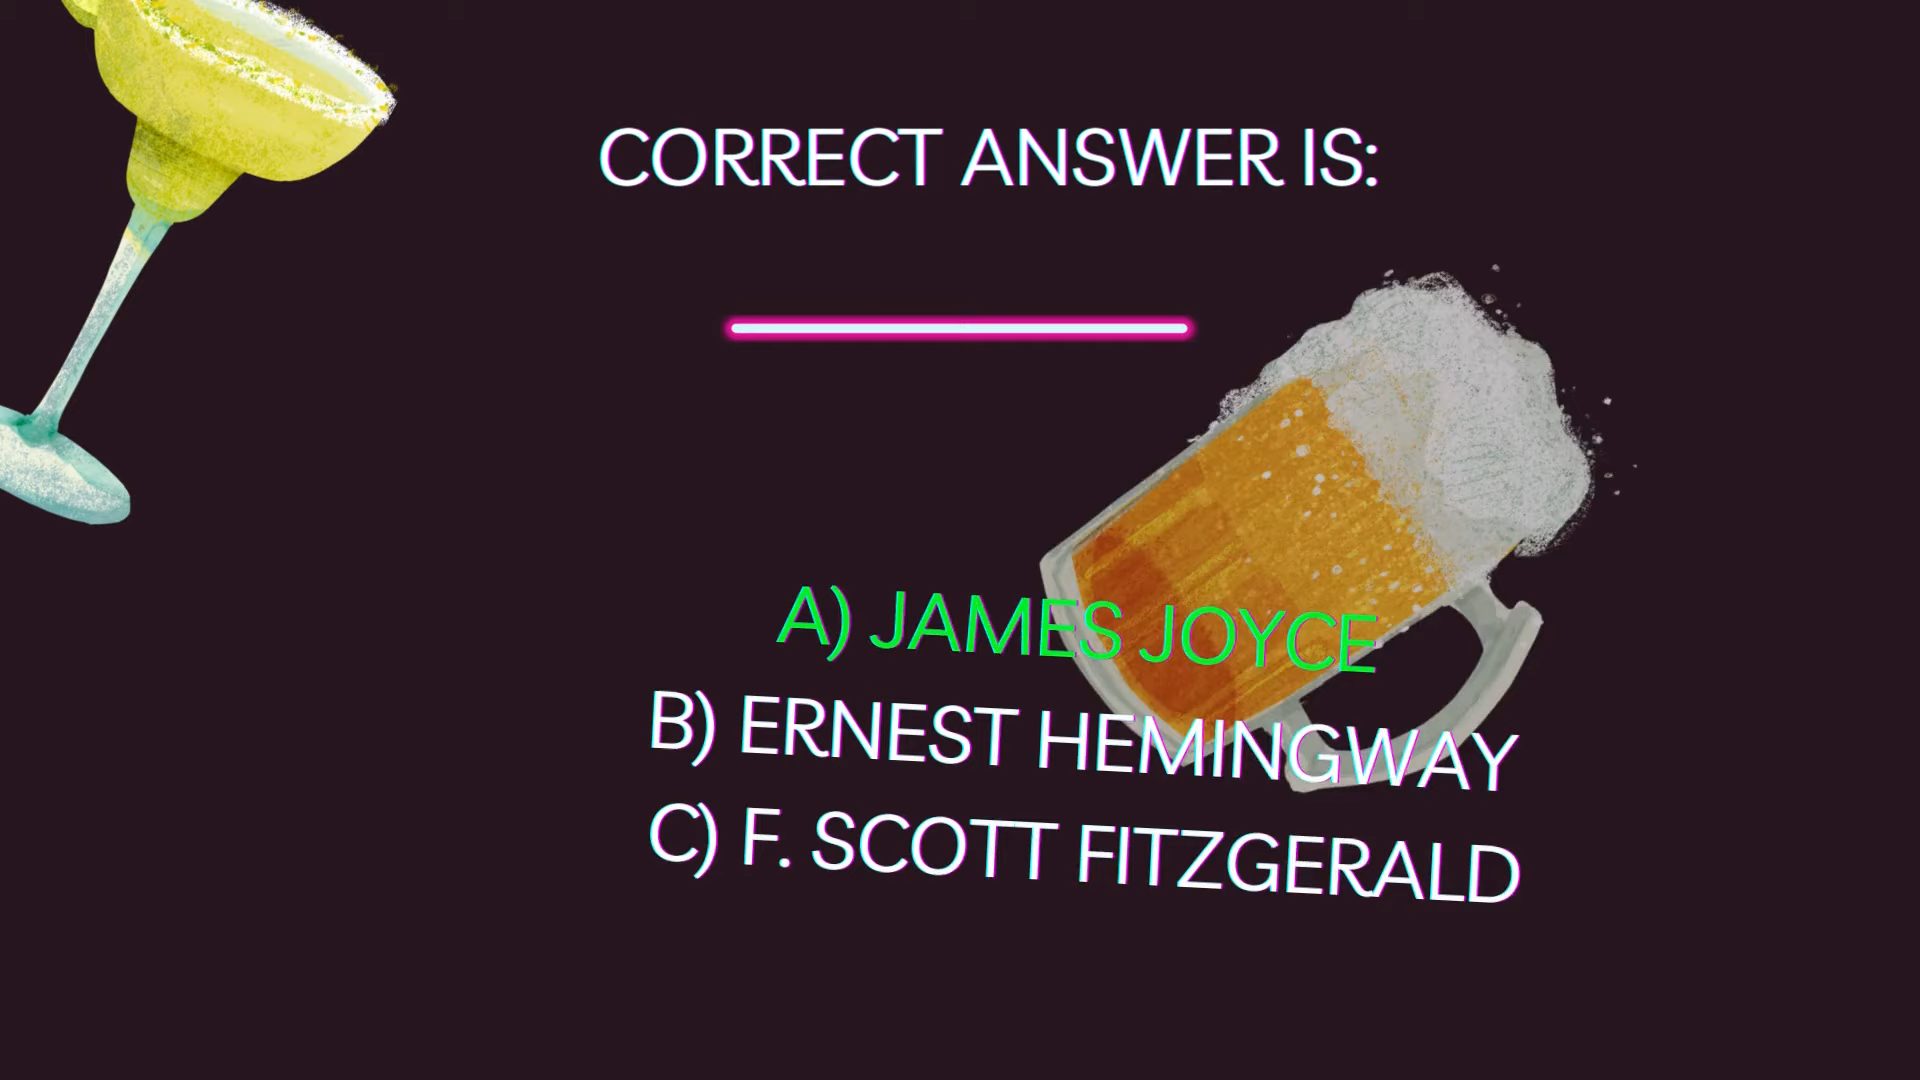 CORRECT ANSWER IS:
A) JAMES JOYCE
B) ERNEST HEMINGWAY
C) F. SCOTT FITZGERALD